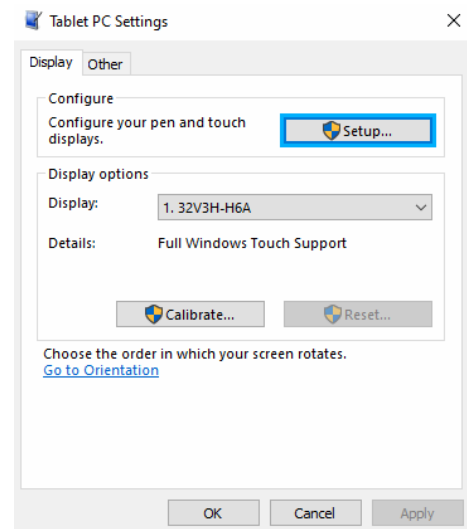 Tablet PC Settings
Display
Other
Configure
Configure your pen and touch
displays.
Setup...
Display options
Display:
1. 32V3H-H6A
Details:
Full Windows Touch Support
Calibrate...
Reset...
Choose the order in which your screen rotates.
Go to Orientation
OK
Cancel
Apply